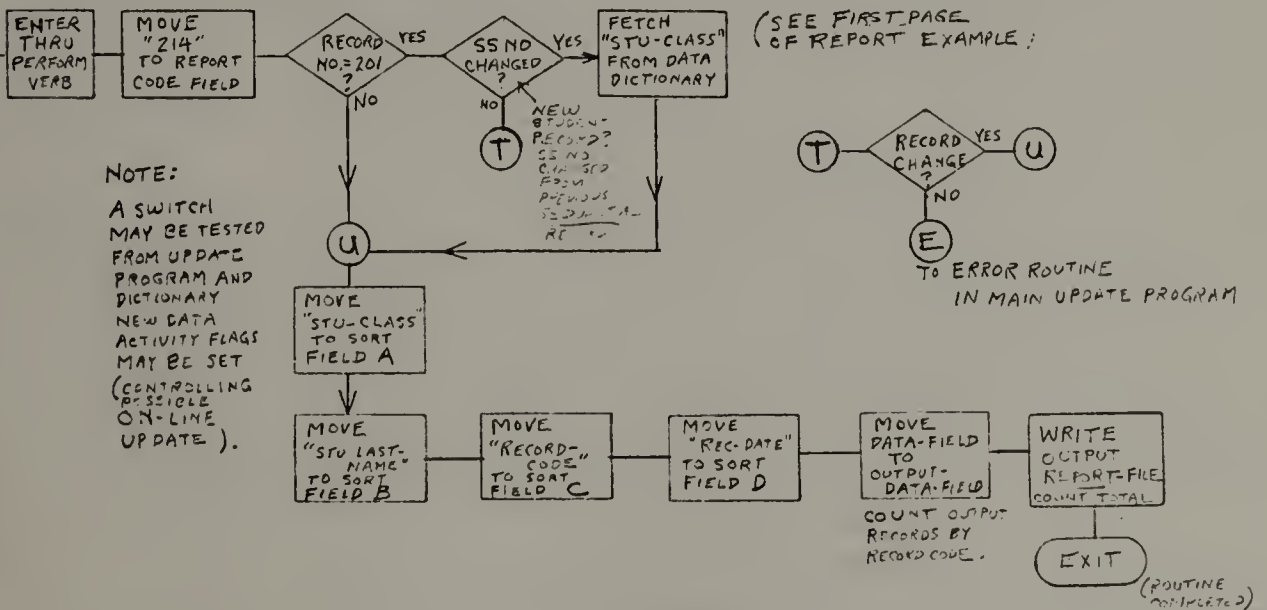 ENTER
THRU
PERFORM
VERB
MOVE
"214"
TO REPORT
CODE FIELD
RECORD
NO.=201
?
YES
NO
SS NO
CHANGED
?
YES
NO
T
NEW
STUDENT
RECORD?
SS NO
CHANGED
FROM
PREVIOUS
FETCH
"STU-CLASS"
FROM DATA
DICTIONARY
(SEE FIRST PAGE
OF REPORT EXAMPLE:
T
RECORD
CHANGE
?
YES
U
NO
E
TO ERROR ROUTINE
IN MAIN UPDATE PROGRAM
NOTE:
A SWITCH
MAY BE TESTED
FROM UPDATE
PROGRAM AND
DICTIONARY
NEW DATA
ACTIVITY FLAGS
MAY BE SET
(CONTROLLING
POSSIBLE
ON-LINE
UPDATE).
U
MOVE
"STU-CLASS"
TO SORT
FIELD A
MOVE
"STU LAST-
NAME"
TO SORT
FIELD B
MOVE
"RECORD-
CODE"
TO SORT
FIELD C
MOVE
"REC-DATE"
TO SORT
FIELD D
MOVE
DATA-FIELD
TO
OUTPUT-
DATA-FIELD
COUNT OUTPUT
RECORDS BY
RECORD CODE.
WRITE
OUTPUT
REPORT-FILE
COUNT TOTAL
EXIT
(ROUTINE
COMPLETED)